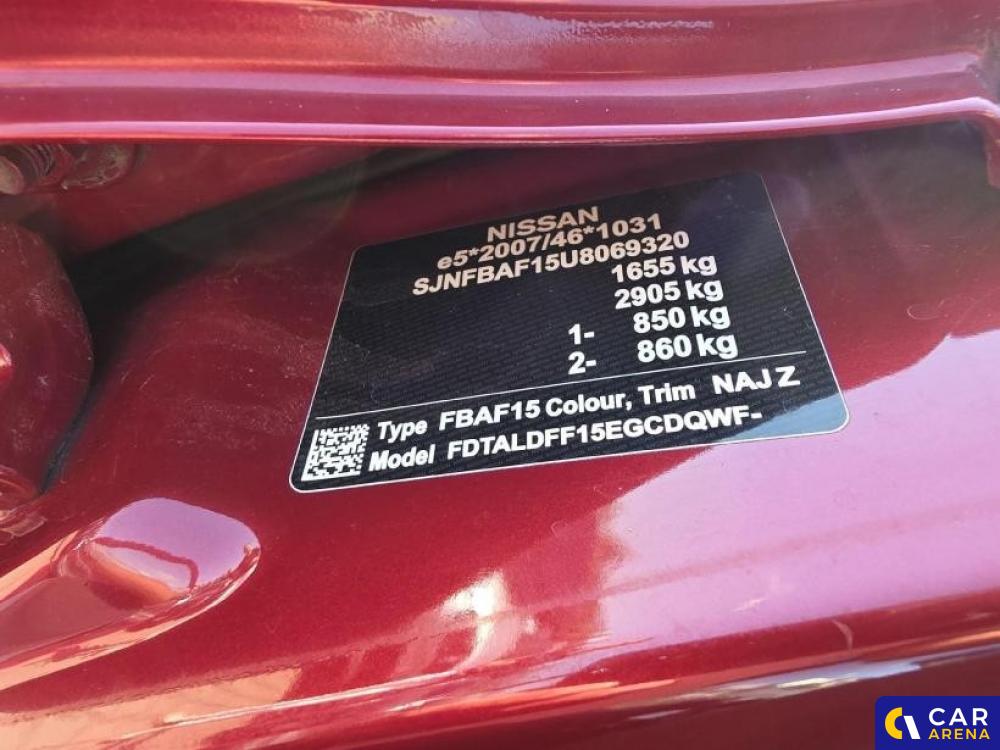 NISSAN
e5*2007/46*1031
SJNFBAF15U8069320
1655 kg
2905 kg
1- 850 kg
2- 860 kg
Type FBAF15 Colour, Trim NAJ Z
Model FDTALDFF15EGCDQWF-
CAR
ARENA